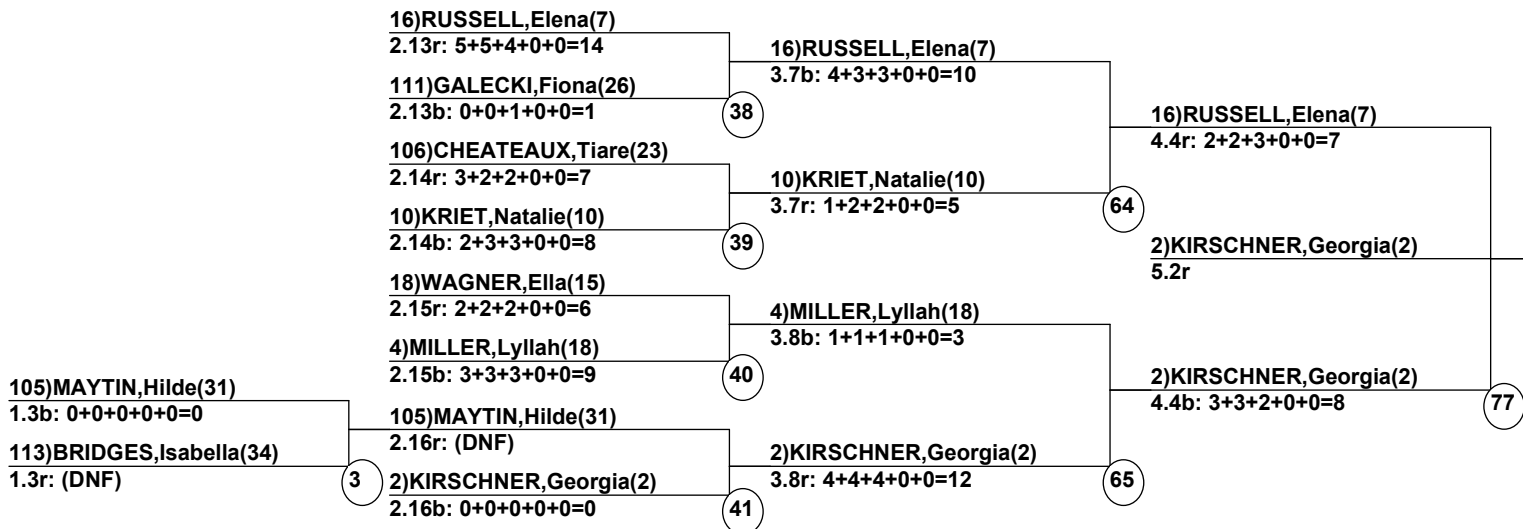 105)MAYTIN,Hilde(31)
1.3b: 0+0+0+0+0=0
113)BRIDGES,Isabella(34)
1.3r: (DNF)
3
16)RUSSELL,Elena(7)
2.13r: 5+5+4+0+0=14
111)GALECKI,Fiona(26)
2.13b: 0+0+1+0+0=1
38
106)CHEATEAUX,Tiare(23)
2.14r: 3+2+2+0+0=7
10)KRIET,Natalie(10)
2.14b: 2+3+3+0+0=8
39
18)WAGNER,Ella(15)
2.15r: 2+2+2+0+0=6
4)MILLER,Lyllah(18)
2.15b: 3+3+3+0+0=9
40
105)MAYTIN,Hilde(31)
2.16r: (DNF)
2)KIRSCHNER,Georgia(2)
2.16b: 0+0+0+0+0=0
41
16)RUSSELL,Elena(7)
3.7b: 4+3+3+0+0=10
10)KRIET,Natalie(10)
3.7r: 1+2+2+0+0=5
64
4)MILLER,Lyllah(18)
3.8b: 1+1+1+0+0=3
2)KIRSCHNER,Georgia(2)
3.8r: 4+4+4+0+0=12
65
16)RUSSELL,Elena(7)
4.4r: 2+2+3+0+0=7
2)KIRSCHNER,Georgia(2)
4.4b: 3+3+2+0+0=8
77
2)KIRSCHNER,Georgia(2)
5.2r